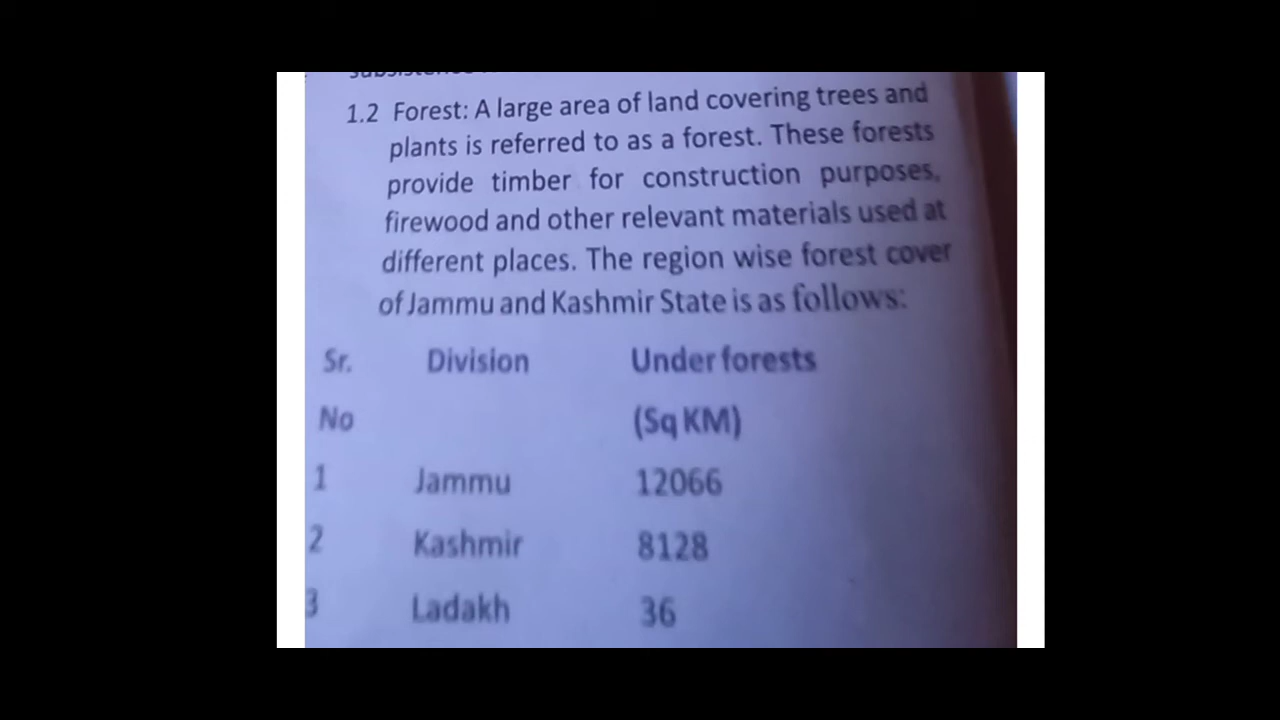 1.2 Forest: A large area of land covering trees and
plants is referred to as a forest. These forests
provide timber for construction purposes,
firewood and other relevant materials used at
different places. The region wise forest cover
of Jammu and Kashmir State is as follows:
Sr. Division Under forests
No (Sq KM)
1 Jammu 12066
2 Kashmir 8128
3 Ladakh 36